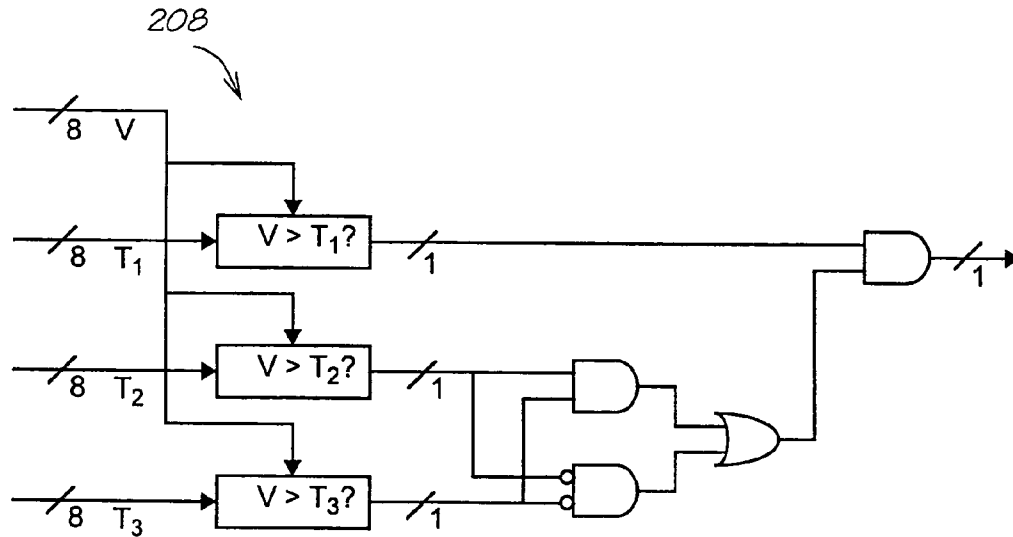 208
8 V
8 T₁
V > T₁?
1
1
8 T₂
V > T₂?
1
8 T₃
V > T₃?
1